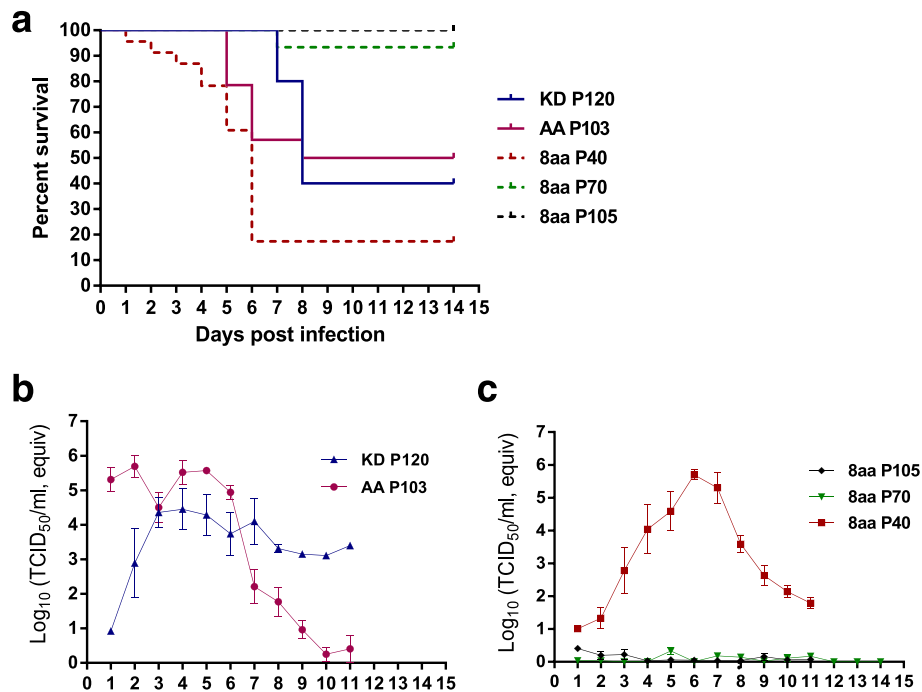 a
100
90
80
70
60
50
40
30
20
10
0
Percent survival
0 1 2 3 4 5 6 7 8 9 10 11 12 13 14 15
Days post infection
KD P120
AA P103
8aa P40
8aa P70
8aa P105
b
7
6
5
4
3
2
1
0
Log10 (TCID50/ml, equiv)
0 1 2 3 4 5 6 7 8 9 10 11 12 13 14 15
KD P120
AA P103
c
7
6
5
4
3
2
1
0
Log10 (TCID50/ml, equiv)
0 1 2 3 4 5 6 7 8 9 10 11 12 13 14 15
8aa P105
8aa P70
8aa P40